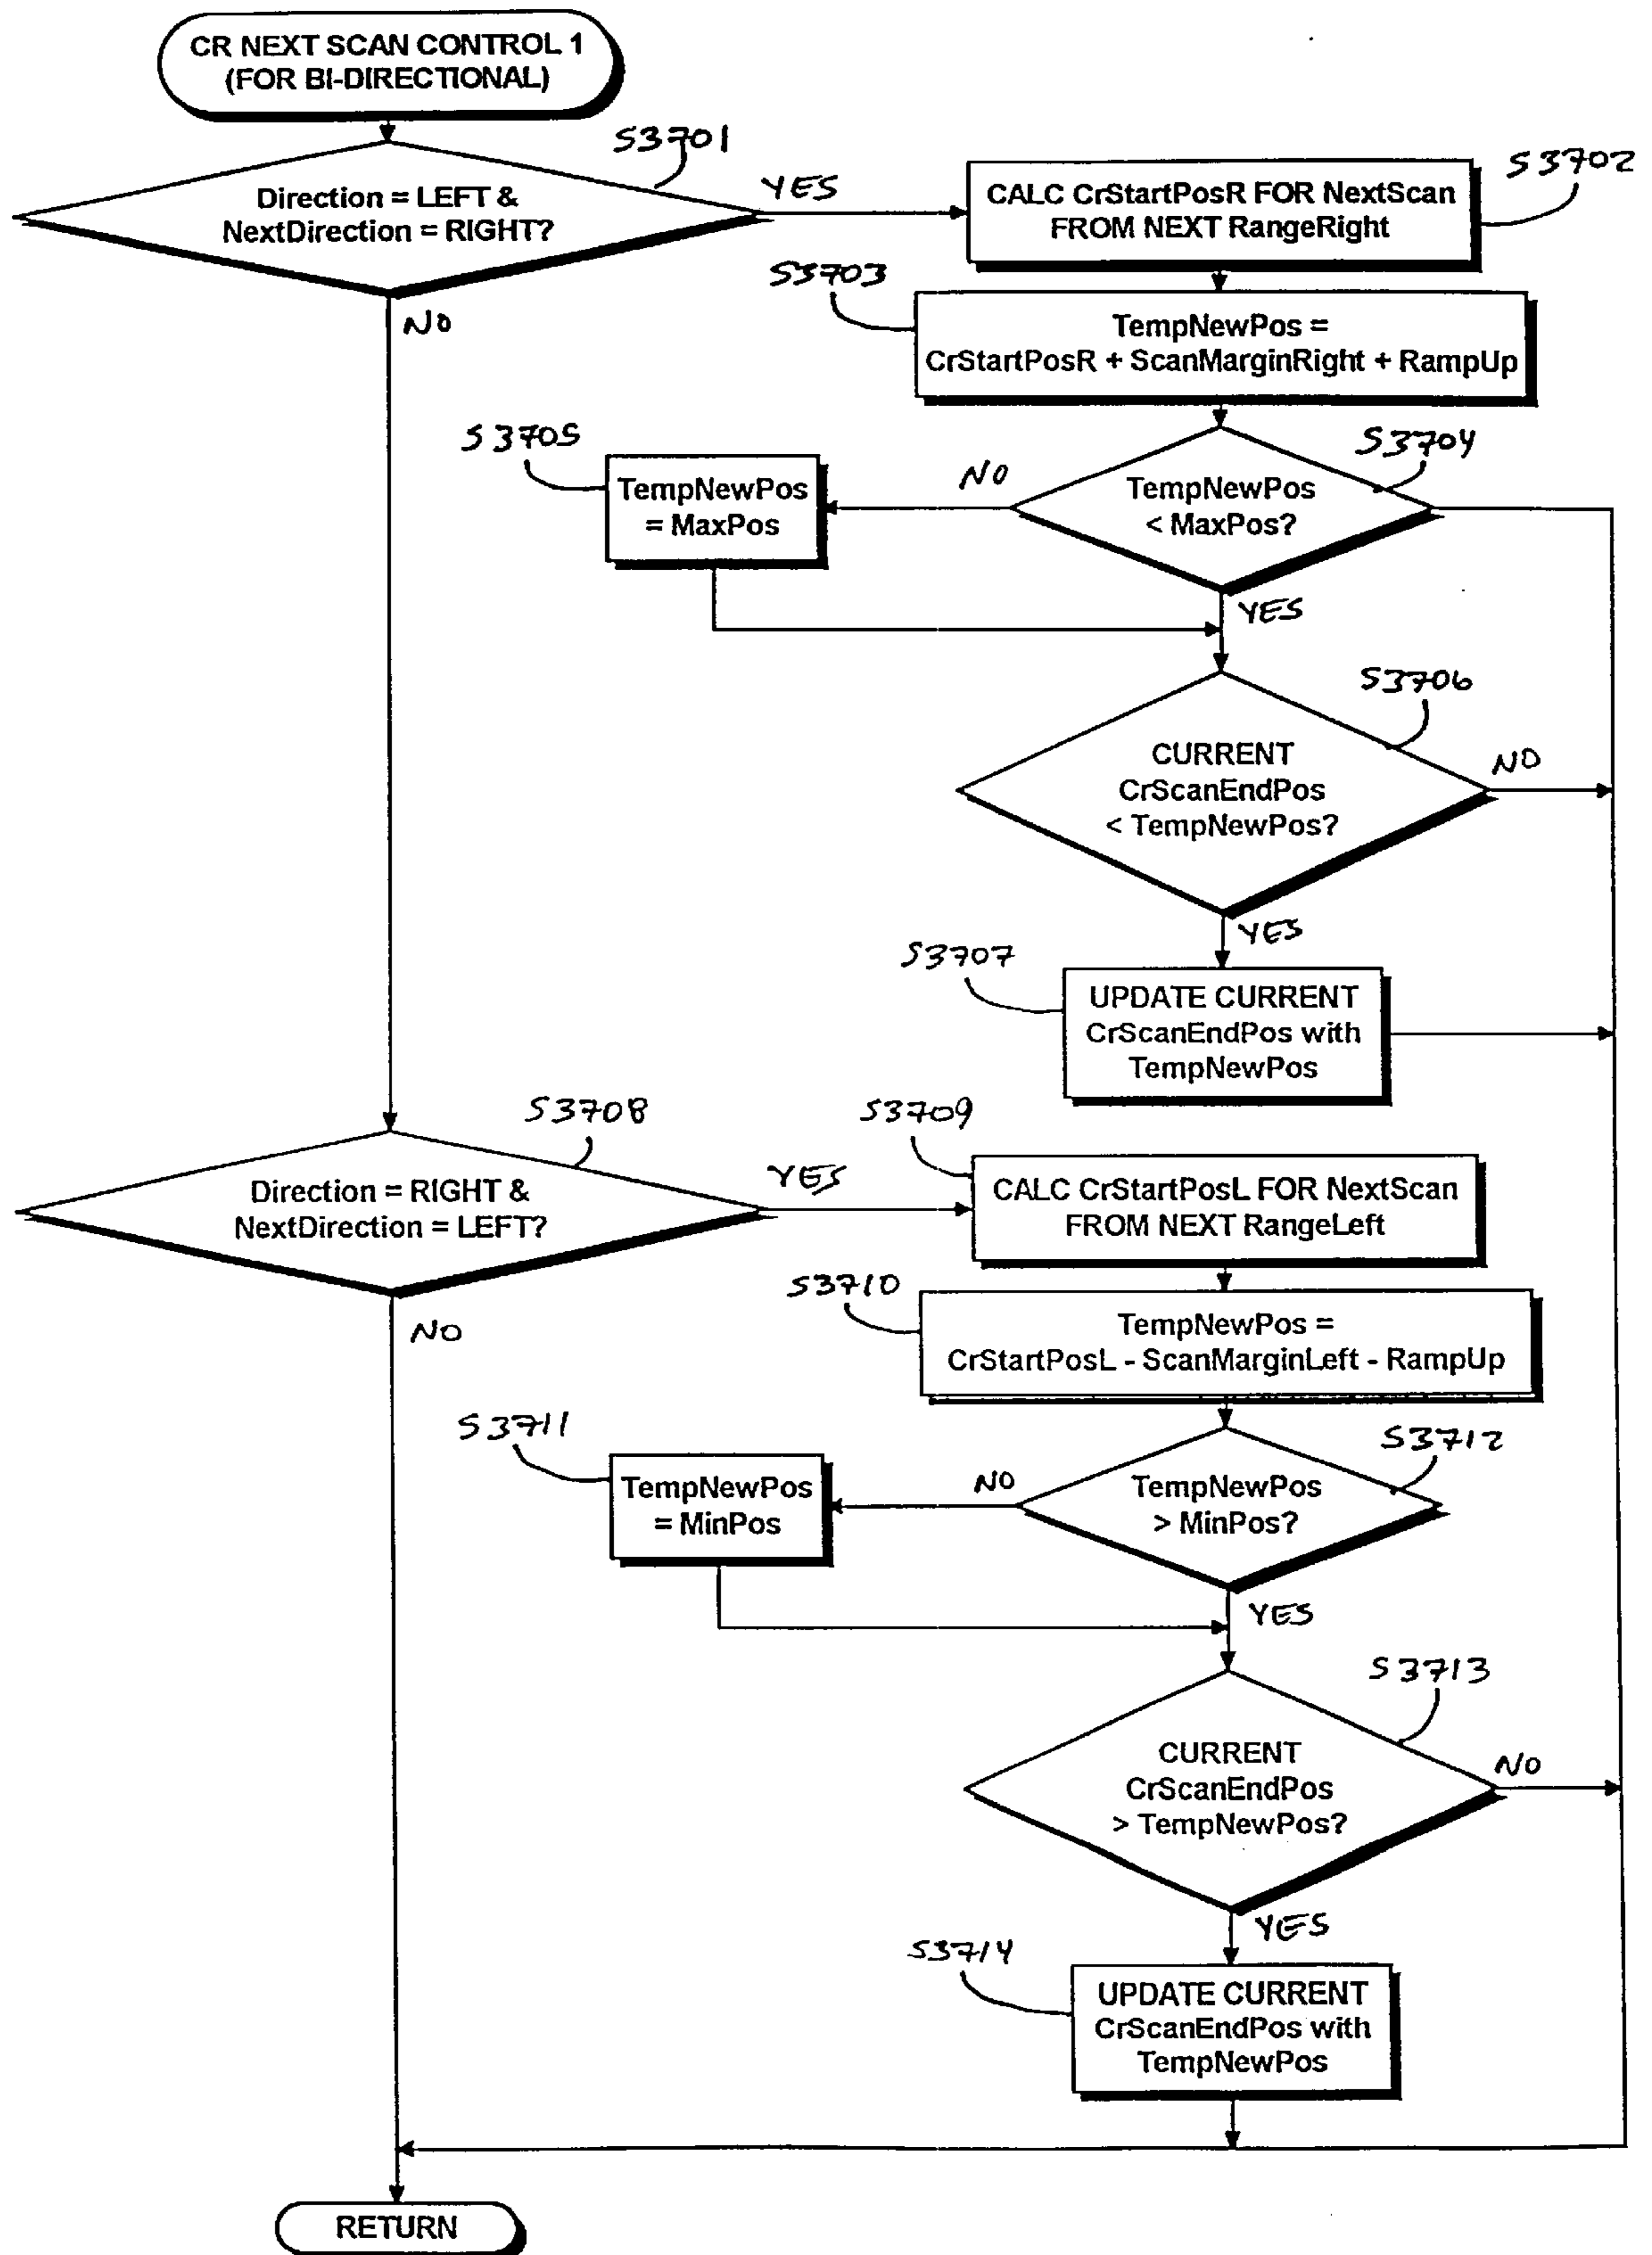 CR NEXT SCAN CONTROL 1
(FOR BI-DIRECTIONAL)
S3701
Direction = LEFT &
NextDirection = RIGHT?
YES
NO
S3702
CALC CrStartPosR FOR NextScan
FROM NEXT RangeRight
S3703
TempNewPos =
CrStartPosR + ScanMarginRight + RampUp
S3704
TempNewPos
< MaxPos?
NO
YES
S3705
TempNewPos
= MaxPos
S3706
CURRENT
CrScanEndPos
< TempNewPos?
NO
YES
S3707
UPDATE CURRENT
CrScanEndPos with
TempNewPos
S3708
Direction = RIGHT &
NextDirection = LEFT?
YES
NO
S3709
CALC CrStartPosL FOR NextScan
FROM NEXT RangeLeft
S3710
TempNewPos =
CrStartPosL - ScanMarginLeft - RampUp
S3711
TempNewPos
= MinPos
S3712
TempNewPos
> MinPos?
NO
YES
S3713
CURRENT
CrScanEndPos
> TempNewPos?
NO
YES
S3714
UPDATE CURRENT
CrScanEndPos with
TempNewPos
RETURN